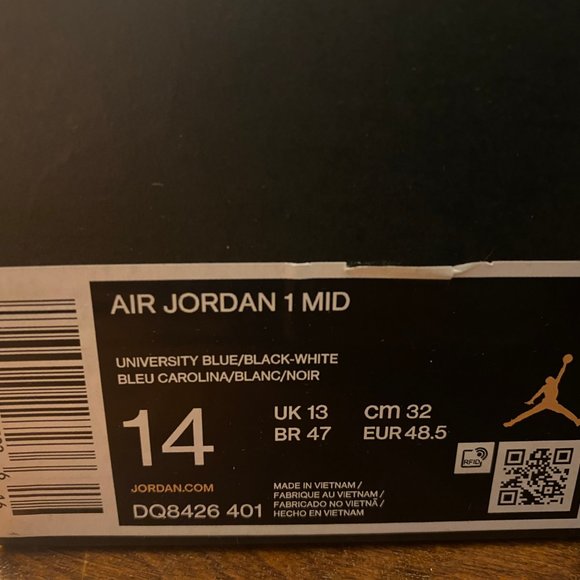 AIR JORDAN 1 MID
UNIVERSITY BLUE/BLACK-WHITE
BLEU CAROLINA/BLANC/NOIR
14
UK 13
cm 32
BR 47
EUR 48.5
RFID
JORDAN.COM
DQ8426 401
MADE IN VIETNAM /
FABRIQUE AU VIETNAM /
FABRICADO NO VIETNÃ /
HECHO EN VIETNAM